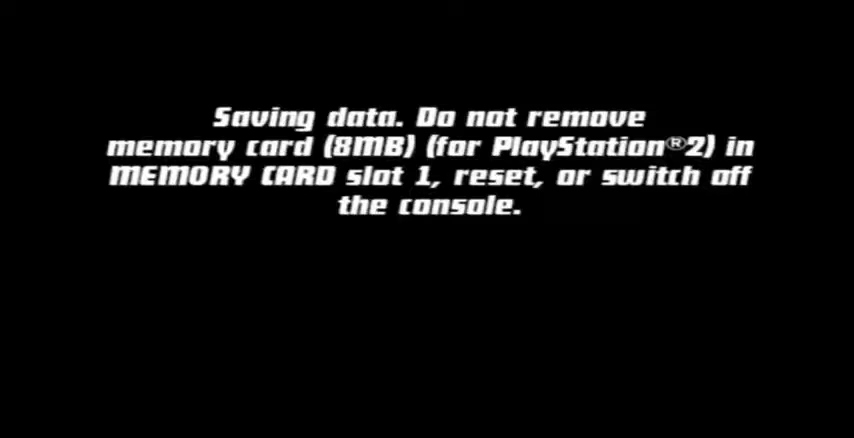 Saving data. Do not remove
memory card (8MB) (for PlayStation®2) in
MEMORY CARD slot 1, reset, or switch off
the console.